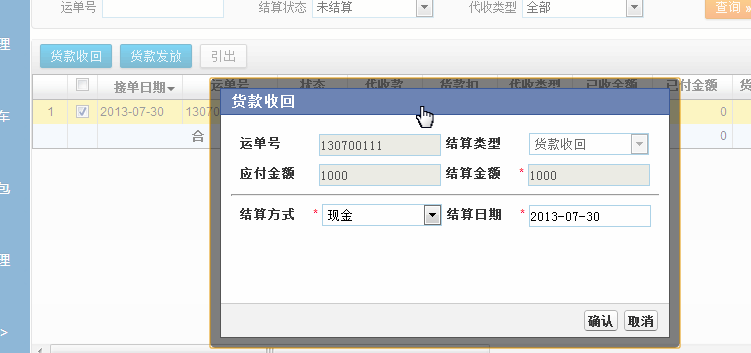 运单号 结算状态 未结算 代收类型 全部 查询 »
理
货款收回 货款发放 引出
接单日期 运单号 状态 代收款 货款扣 代收类型 已收金额 已付金额 货
车
1 2013-07-30 1307 0
合 0
货款收回
运单号 130700111 结算类型 货款收回
应付金额 1000 结算金额 * 1000
包
结算方式 * 现金 结算日期 * 2013-07-30
理
确认 取消
>